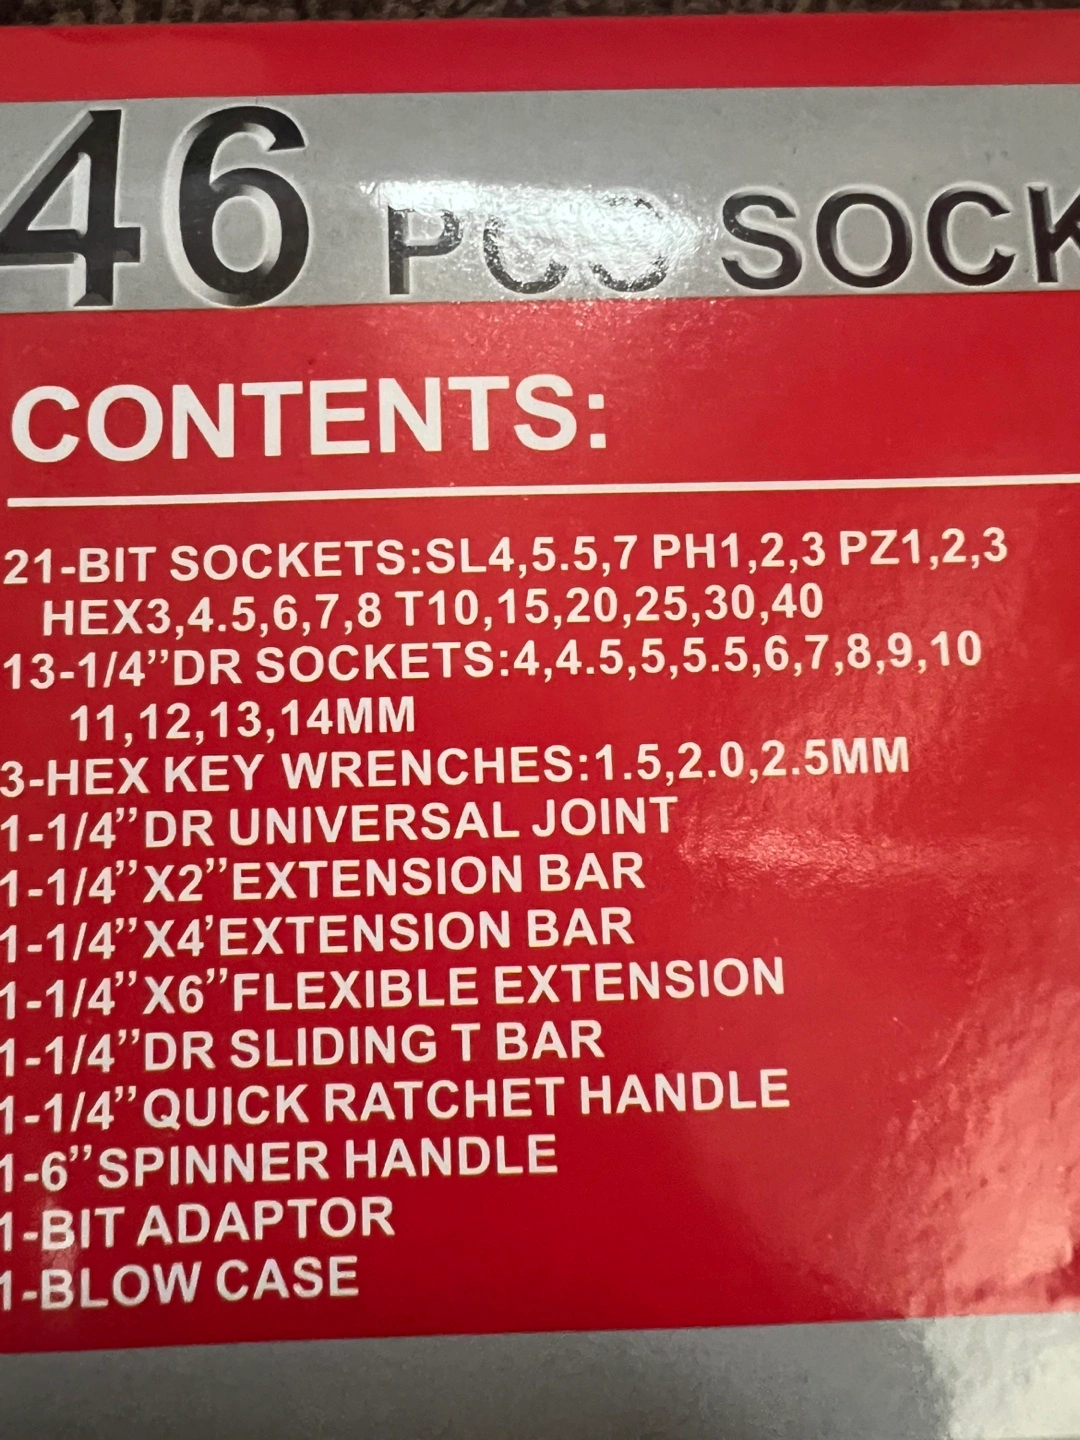 46 PCS SOCK
CONTENTS:
21-BIT SOCKETS:SL4,5.5,7 PH1,2,3 PZ1,2,3
HEX3,4.5,6,7,8 T10,15,20,25,30,40
13-1/4”DR SOCKETS:4,4.5,5,5.5,6,7,8,9,10
11,12,13,14MM
3-HEX KEY WRENCHES:1.5,2.0,2.5MM
1-1/4”DR UNIVERSAL JOINT
1-1/4”X2”EXTENSION BAR
1-1/4”X4’EXTENSION BAR
1-1/4”X6”FLEXIBLE EXTENSION
1-1/4”DR SLIDING T BAR
1-1/4”QUICK RATCHET HANDLE
1-6”SPINNER HANDLE
1-BIT ADAPTOR
1-BLOW CASE